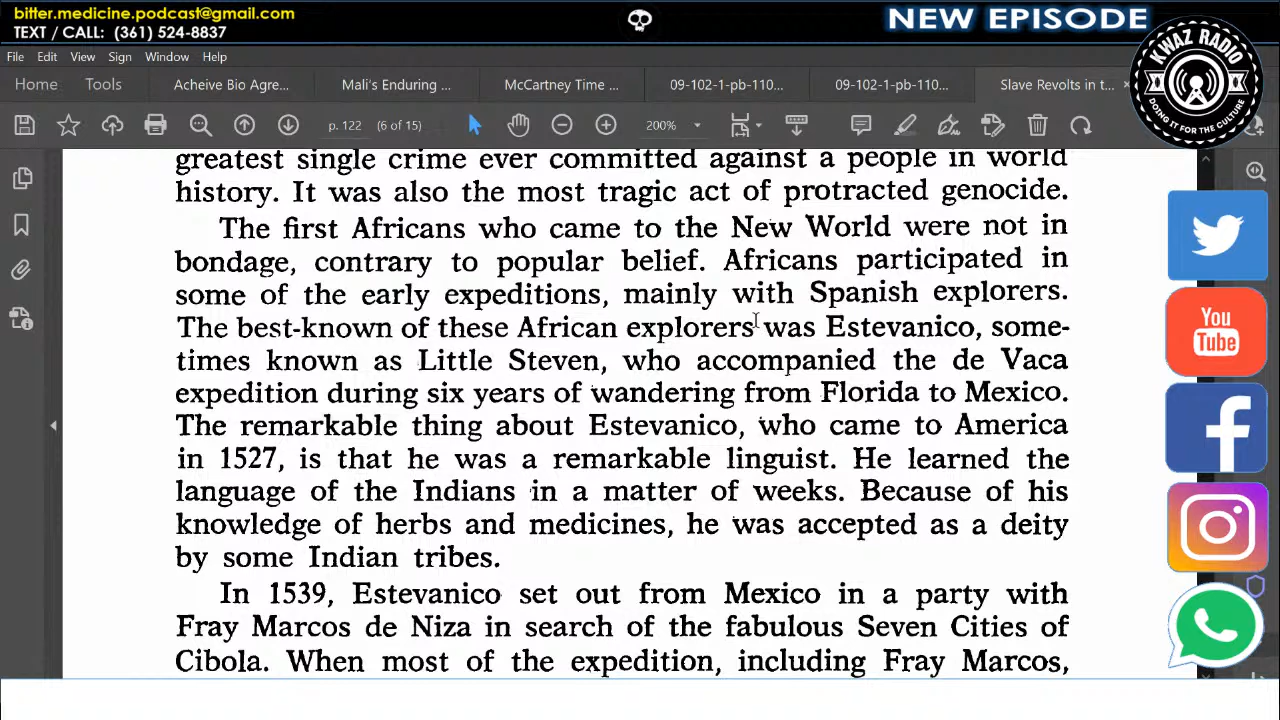 bitter.medicine.podcast@gmail.com
TEXT / CALL: (361) 524-8837
NEW EPISODE
KWAZ RADIO
DOING IT FOR THE CULTURE
File Edit View Sign Window Help
Home Tools Acheive Bio Agre... Mali's Enduring ... McCartney Time ... 09-102-1-pb-110... 09-102-1-pb-110... Slave Revolts in t...
p. 122 (6 of 15) 200%
greatest single crime ever committed against a people in world
history. It was also the most tragic act of protracted genocide.
The first Africans who came to the New World were not in
bondage, contrary to popular belief. Africans participated in
some of the early expeditions, mainly with Spanish explorers.
The best-known of these African explorers was Estevanico, some-
times known as Little Steven, who accompanied the de Vaca
expedition during six years of wandering from Florida to Mexico.
The remarkable thing about Estevanico, who came to America
in 1527, is that he was a remarkable linguist. He learned the
language of the Indians in a matter of weeks. Because of his
knowledge of herbs and medicines, he was accepted as a deity
by some Indian tribes.
In 1539, Estevanico set out from Mexico in a party with
Fray Marcos de Niza in search of the fabulous Seven Cities of
Cibola. When most of the expedition, including Fray Marcos,
You
Tube